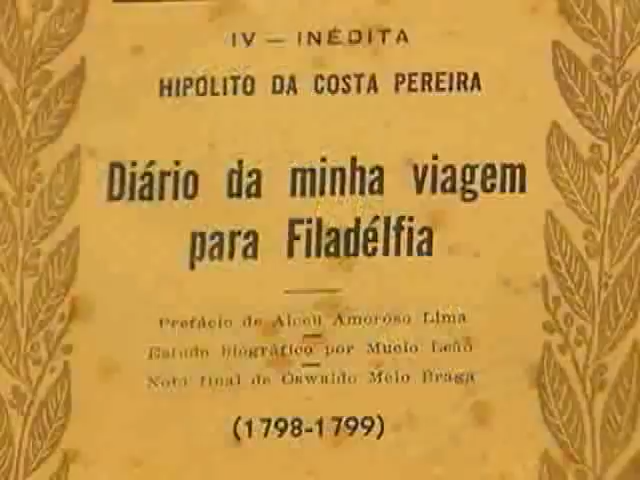 IV — INÉDITA
HIPOLITO DA COSTA PEREIRA
Diário da minha viagem
para Filadélfia
Prefácio de Alceu Amoroso Lima
Estudo biográfico por Mucio Leão
Nota final de Oswaldo Melo Braga
(1798-1799)